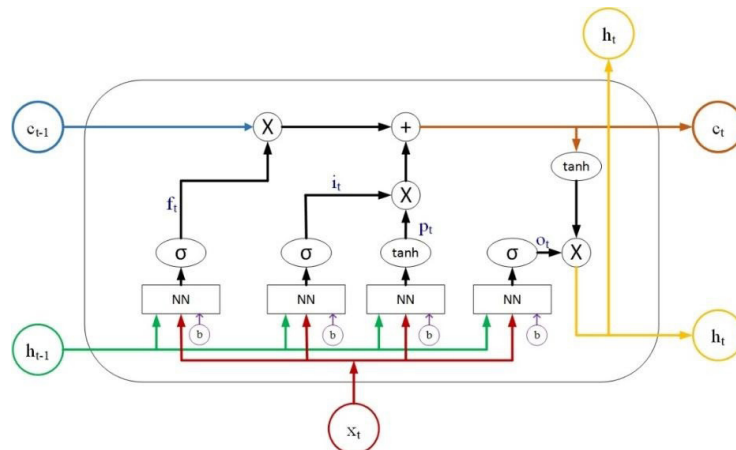 h_t
c_t-1
X
+
c_t
tanh
i_t
X
f_t
p_t
o_t
σ
σ
tanh
σ
X
NN
NN
NN
NN
b
b
b
b
h_t-1
h_t
x_t